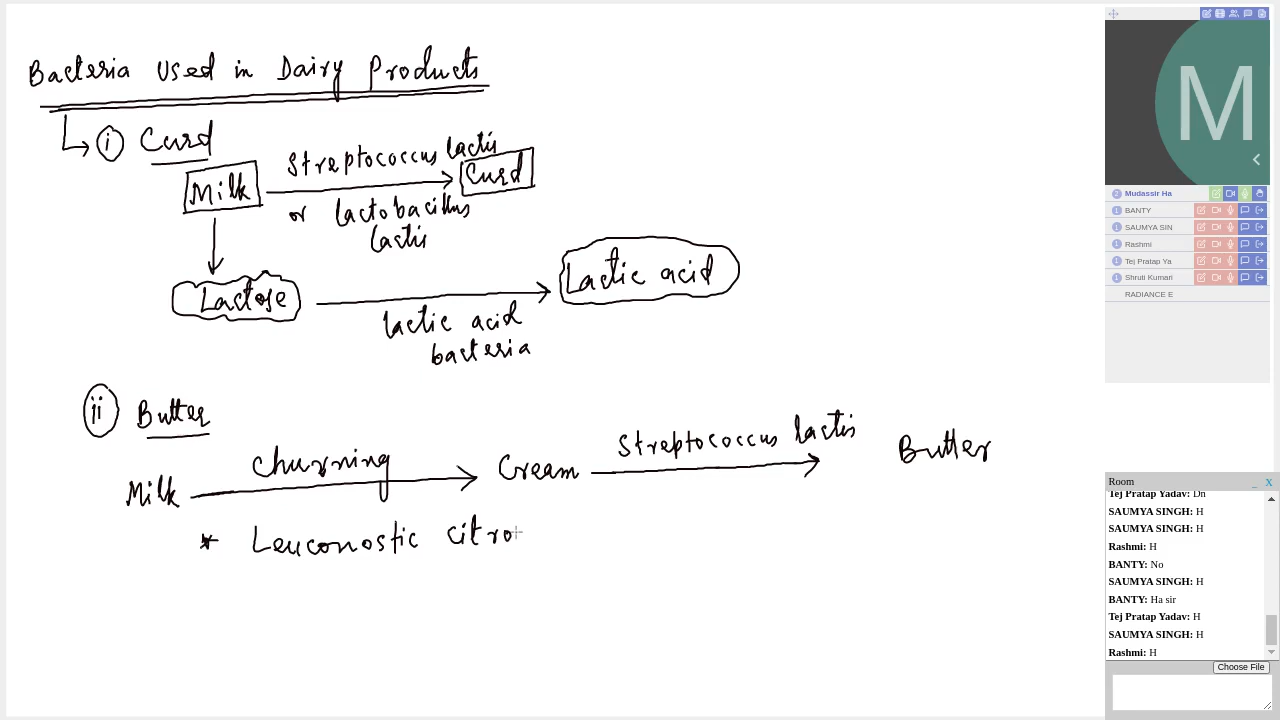 Bacteria Used in Dairy Products
(i) Curd
Milk Streptococcus lactis Curd
or lactobacillus
lactis
Lactose Lactic acid
lactic acid
bacteria
(ii) Butter
Milk Churning Cream Streptococcus lactis Butter
* Leuconostic citro
M
Mudassir Ha
BANTY
SAUMYA SIN
Rashmi
Tej Pratap Ya
Shruti Kumari
RADIANCE E
Room _ X
Tej Pratap Yadav: Dn
SAUMYA SINGH: H
SAUMYA SINGH: H
Rashmi: H
BANTY: No
SAUMYA SINGH: H
BANTY: Ha sir
Tej Pratap Yadav: H
SAUMYA SINGH: H
Rashmi: H
Choose File